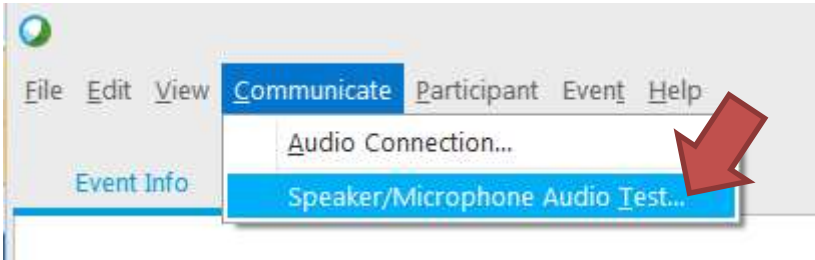 File Edit View Communicate Participant Event Help
Audio Connection...
Event Info
Speaker/Microphone Audio Test...